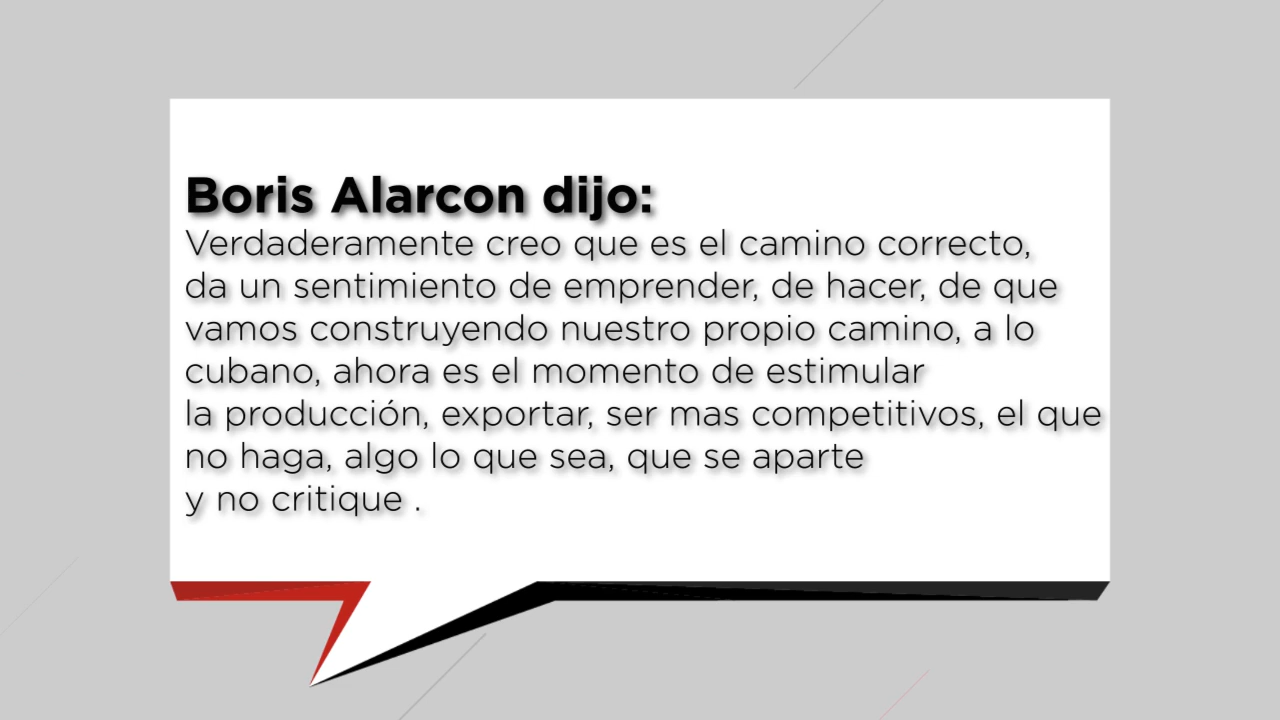 Boris Alarcon dijo:
Verdaderamente creo que es el camino correcto,
da un sentimiento de emprender, de hacer, de que
vamos construyendo nuestro propio camino, a lo
cubano, ahora es el momento de estimular
la producción, exportar, ser mas competitivos, el que
no haga, algo lo que sea, que se aparte
y no critique .